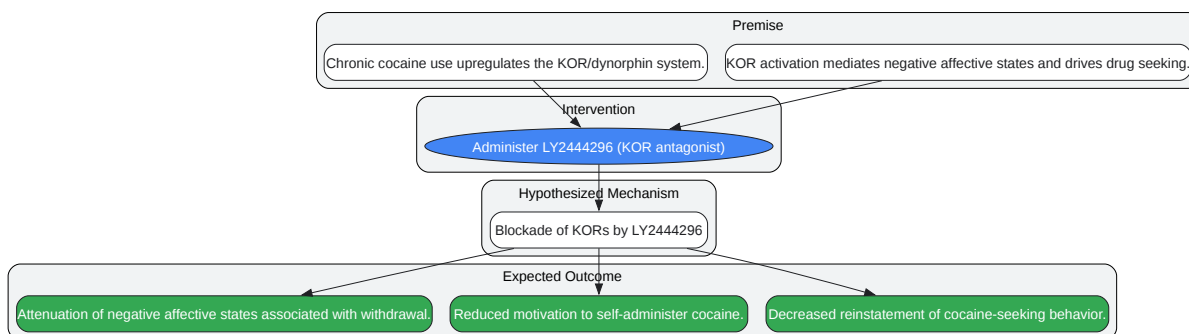 Premise
Chronic cocaine use upregulates the KOR/dynorphin system.
KOR activation mediates negative affective states and drives drug seeking.
Intervention
Administer LY2444296 (KOR antagonist)
Hypothesized Mechanism
Blockade of KORs by LY2444296
Expected Outcome
Attenuation of negative affective states associated with withdrawal.
Reduced motivation to self-administer cocaine.
Decreased reinstatement of cocaine-seeking behavior.